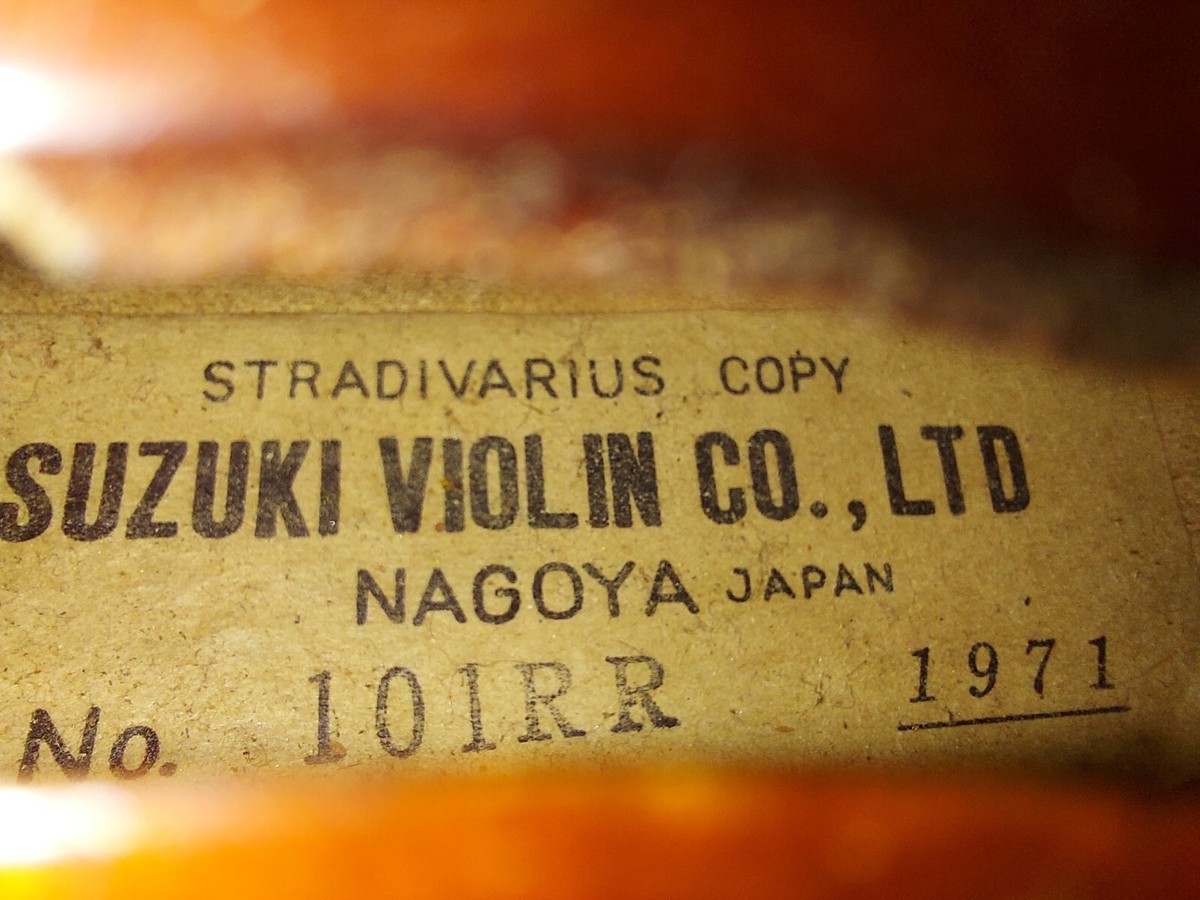 STRADIVARIUS COPY
SUZUKI VIOLIN CO., LTD
NAGOYA JAPAN
No. 101RR 1971